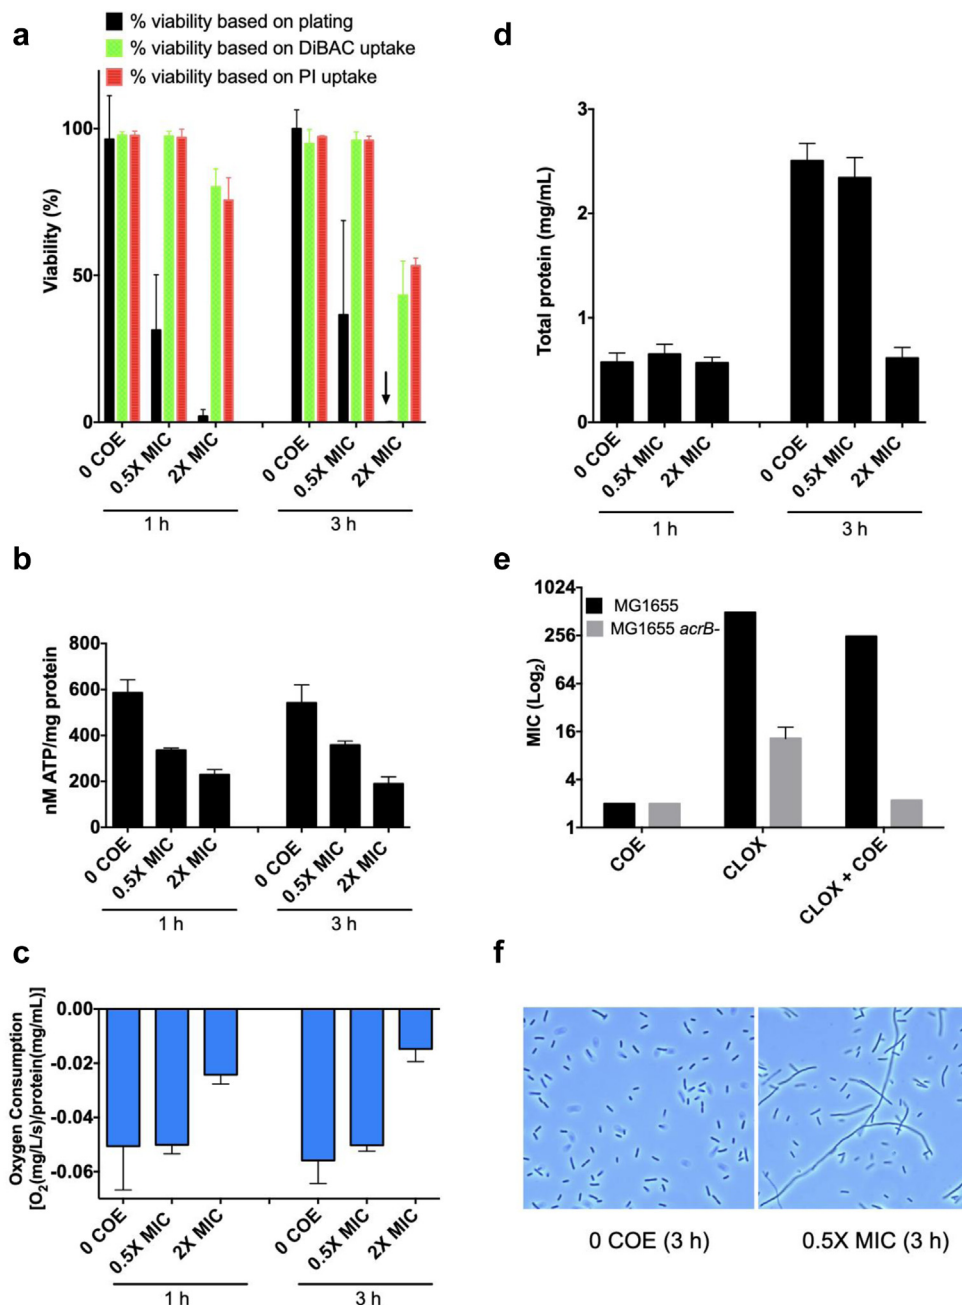 a
% viability based on plating
% viability based on DiBAC uptake
% viability based on PI uptake
Viability (%)
100
50
0
0 COE
0.5X MIC
2X MIC
0 COE
0.5X MIC
2X MIC
1 h
3 h
b
nM ATP/mg protein
800
600
400
200
0
0 COE
0.5X MIC
2X MIC
0 COE
0.5X MIC
2X MIC
1 h
3 h
c
Oxygen Consumption
[O₂(mg/L/s)/protein(mg/mL)]
0.00
-0.02
-0.04
-0.06
0 COE
0.5X MIC
2X MIC
0 COE
0.5X MIC
2X MIC
1 h
3 h
d
Total protein (mg/mL)
3
2
1
0
0 COE
0.5X MIC
2X MIC
0 COE
0.5X MIC
2X MIC
1 h
3 h
e
MG1655
MG1655 acrB-
MIC (Log₂)
1024
256
64
16
4
1
COE
CLOX
CLOX + COE
f
0 COE (3 h)
0.5X MIC (3 h)